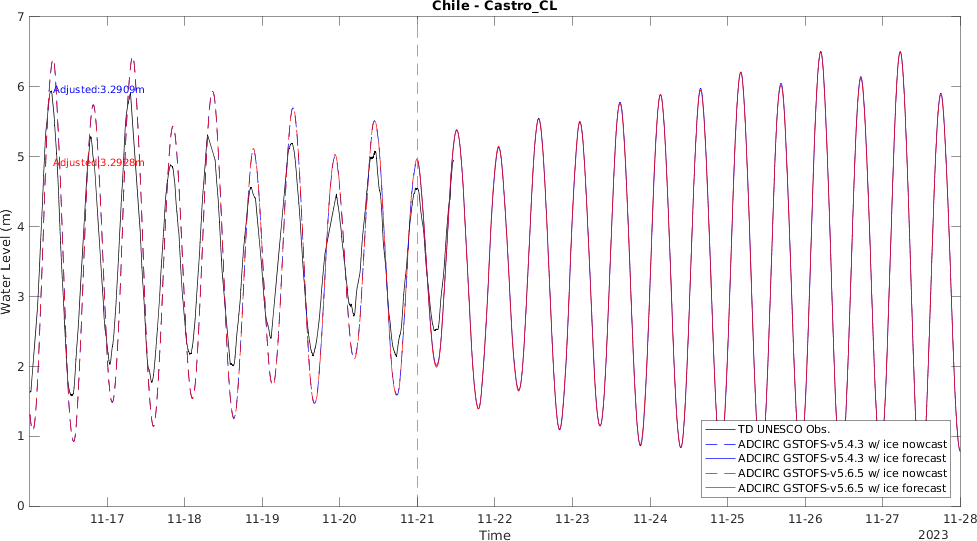 Chile - Castro_CL
7
6
5
4
3
2
1
0
Water Level (m)
Adjusted:3.2909m
Adjusted:3.2928m
TD UNESCO Obs.
ADCIRC GSTOFS-v5.4.3 w/ ice nowcast
ADCIRC GSTOFS-v5.4.3 w/ ice forecast
ADCIRC GSTOFS-v5.6.5 w/ ice nowcast
ADCIRC GSTOFS-v5.6.5 w/ ice forecast
11-17 11-18 11-19 11-20 11-21 11-22 11-23 11-24 11-25 11-26 11-27 11-28
Time
2023